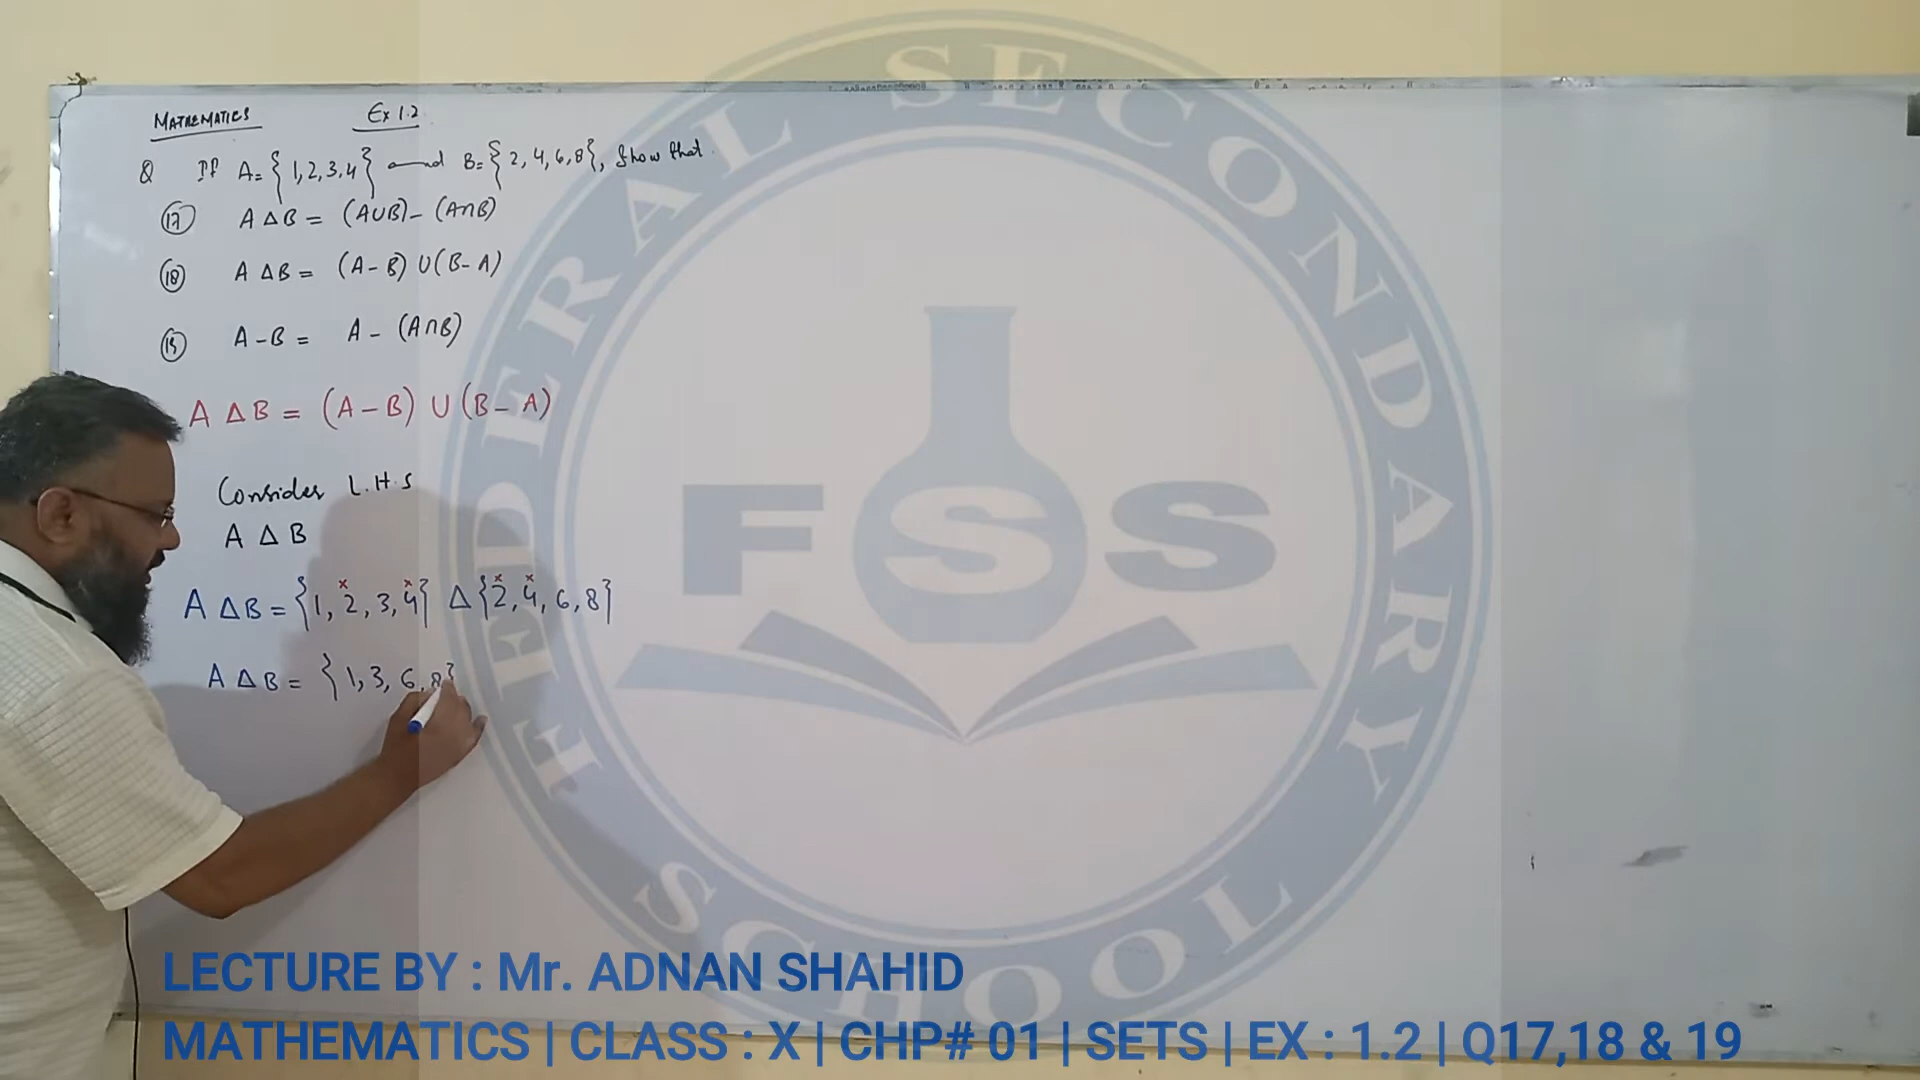 MATHEMATICS Ex 1.2
Q If A = { 1, 2, 3, 4 } and B = { 2, 4, 6, 8 }, Show that.
(17) A Δ B = (A∪B) - (A∩B)
(18) A Δ B = (A - B) ∪ (B - A)
(19) A - B = A - (A∩B)
A Δ B = (A - B) ∪ (B - A)
Consider L.H.S
A Δ B
A Δ B = {1, 2, 3, 4} Δ {2, 4, 6, 8}
A Δ B = { 1, 3, 6, 8 }
FEDERAL SECONDARY SCHOOL
FSS
LECTURE BY : Mr. ADNAN SHAHID
MATHEMATICS | CLASS : X | CHP# 01 | SETS | EX : 1.2 | Q17,18 & 19